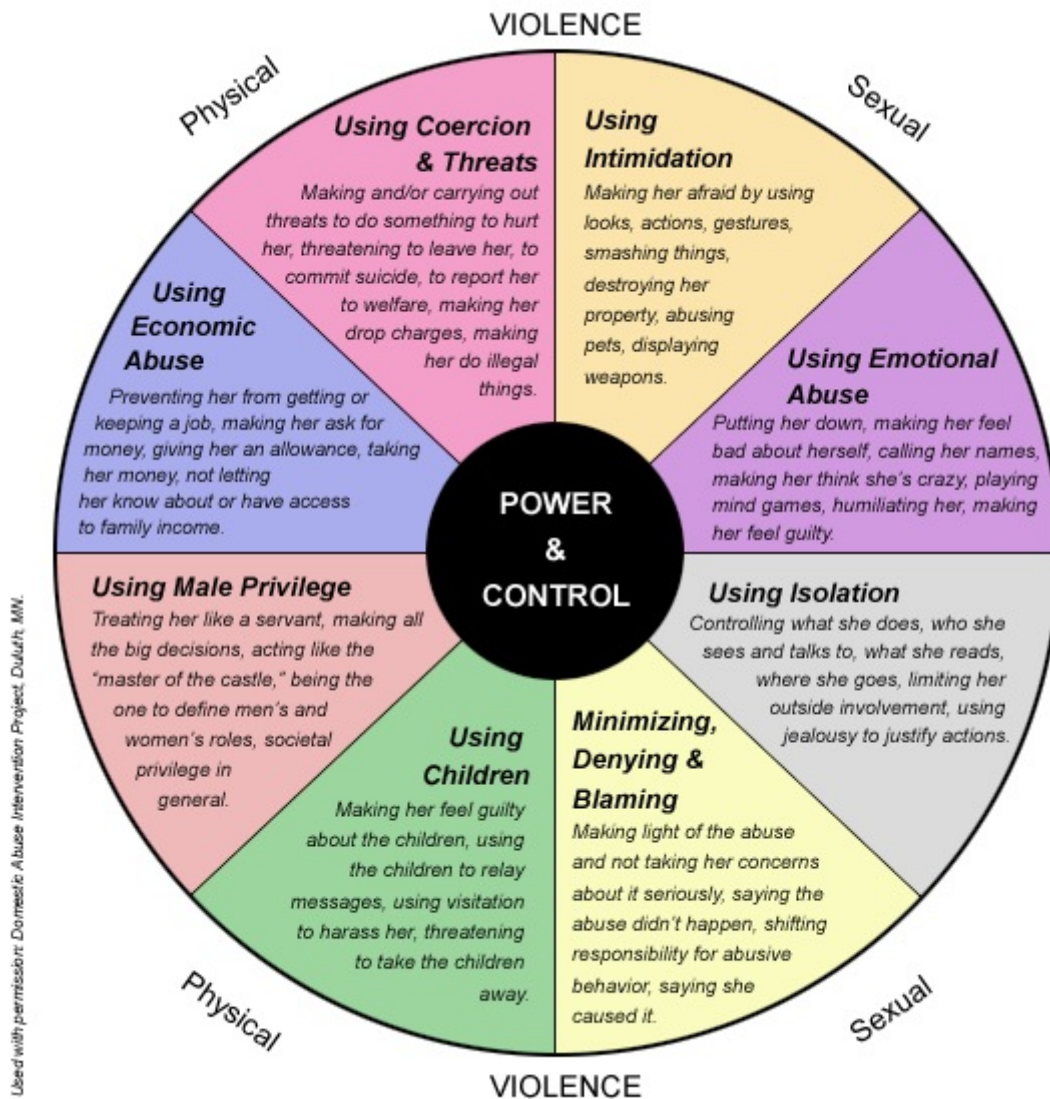 VIOLENCE
Physical
Sexual
Using Coercion
& Threats
Making and/or carrying out
threats to do something to hurt
her, threatening to leave her, to
commit suicide, to report her
to welfare, making her
drop charges, making
her do illegal
things.
Using
Intimidation
Making her afraid by using
looks, actions, gestures,
smashing things,
destroying her
property, abusing
pets, displaying
weapons.
Using Emotional
Abuse
Putting her down, making her feel
bad about herself, calling her names,
making her think she's crazy, playing
mind games, humiliating her, making
her feel guilty.
Using Isolation
Controlling what she does, who she
sees and talks to, what she reads,
where she goes, limiting her
outside involvement, using
jealousy to justify actions.
Minimizing,
Denying &
Blaming
Making light of the abuse
and not taking her concerns
about it seriously, saying the
abuse didn't happen, shifting
responsibility for abusive
behavior, saying she
caused it.
Using
Children
Making her feel guilty
about the children, using
the children to relay
messages, using visitation
to harass her, threatening
to take the children
away.
Using Male Privilege
Treating her like a servant, making all
the big decisions, acting like the
"master of the castle," being the
one to define men's and
women's roles, societal
privilege in
general.
Using
Economic
Abuse
Preventing her from getting or
keeping a job, making her ask for
money, giving her an allowance, taking
her money, not letting
her know about or have access
to family income.
POWER
&
CONTROL
Physical
Sexual
VIOLENCE
Used with permission: Domestic Abuse Intervention Project, Duluth, MN.